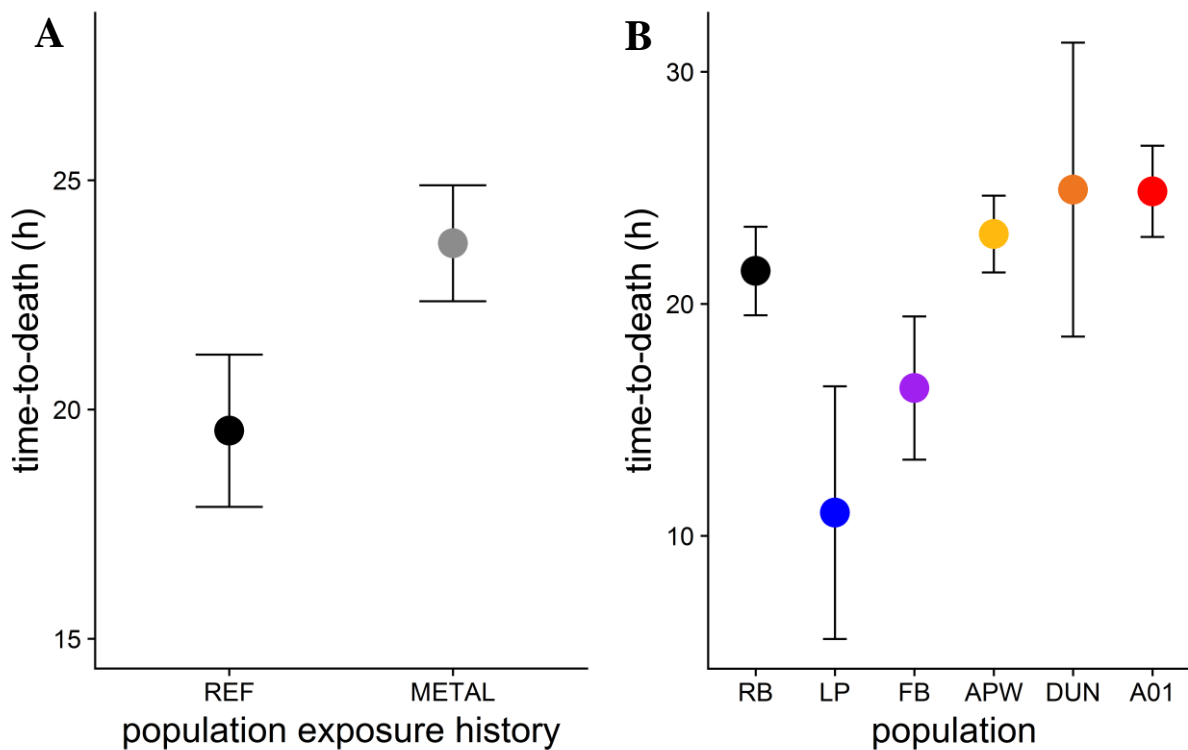 A
time-to-death (h)
25
20
15
REF METAL
population exposure history
B
time-to-death (h)
30
20
10
RB LP FB APW DUN A01
population